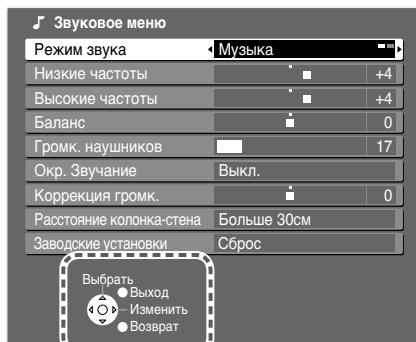 Звуковое меню
Режим звука Музыка
Низкие частоты +4
Высокие частоты +4
Баланс 0
Громк. наушников 17
Окр. Звучание Выкл.
Коррекция громк. 0
Расстояние колонка-стена Больше 30см
Заводские установки Сброс
Выбрать
Выход
Изменить
Возврат